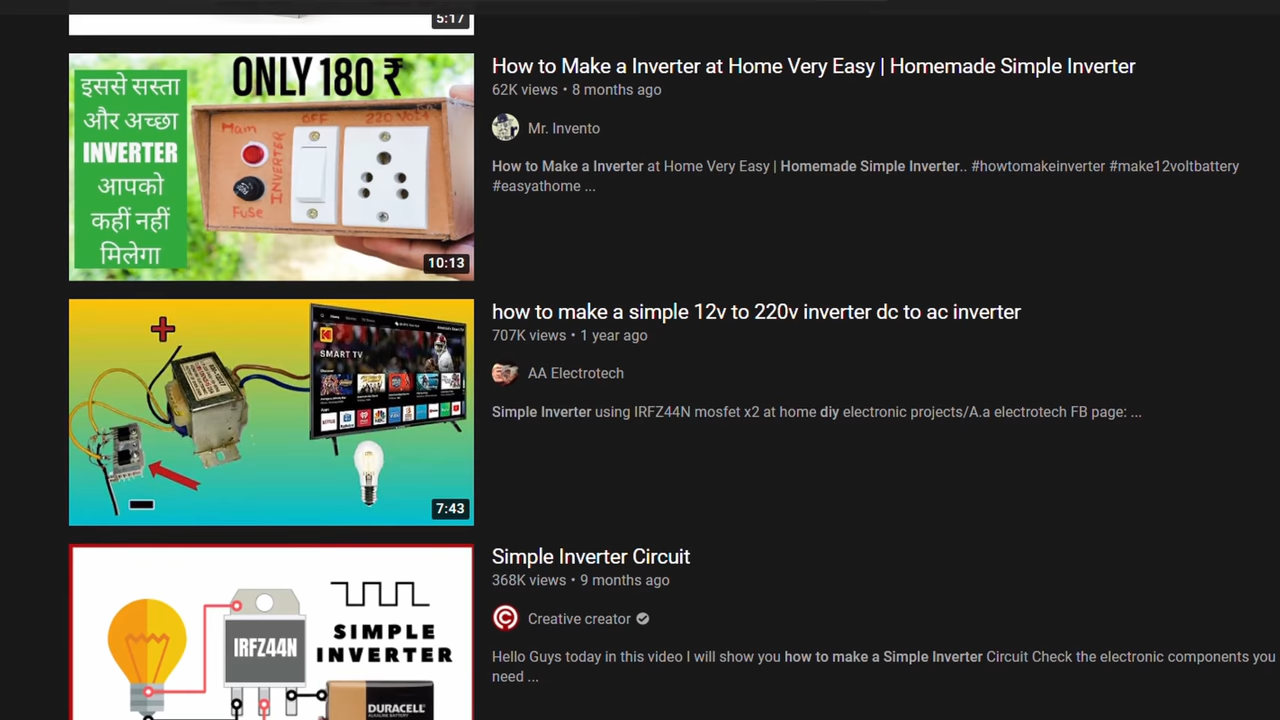 5:17
इससे सस्ता
और अच्छा
INVERTER
आपको
कहीं नहीं
मिलेगा
ONLY 180 ₹
Mam
OFF
220 Volt
INVERTER
Fuse
10:13
How to Make a Inverter at Home Very Easy | Homemade Simple Inverter
62K views • 8 months ago
Mr. Invento
How to Make a Inverter at Home Very Easy | Homemade Simple Inverter.. #howtomakeinverter #make12voltbattery
#easyathome ...
SMART TV
7:43
how to make a simple 12v to 220v inverter dc to ac inverter
707K views • 1 year ago
AA Electrotech
Simple Inverter using IRFZ44N mosfet x2 at home diy electronic projects/A.a electrotech FB page: ...
IRFZ44N
SIMPLE
INVERTER
DURACELL
ALKALINE BATTERY
Simple Inverter Circuit
368K views • 9 months ago
Creative creator
Hello Guys today in this video I will show you how to make a Simple Inverter Circuit Check the electronic components you
need ...